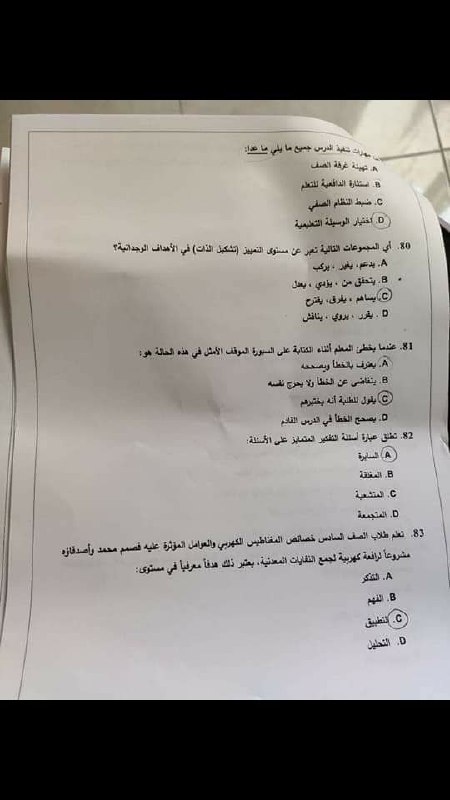 مهارات تنفيذ الدرس جميع ما يلي ما عدا:
A. تهيئة غرفة الصف
B. استثارة الدافعية للتعلم
C. ضبط النظام الصفي
D. اختيار الوسيلة التعليمية
80. أي المجموعات التالية تعبر عن مستوى التمييز (تشكيل الذات) في الأهداف الوجدانية؟
A. يدعم، يغير، يركب
B. يتحقق من ، يؤدي ، يعدل
C. يساهم ، يفرق، يقترح
D. يقرر ، يروي ، يناقش
81. عندما يخطئ المعلم أثناء الكتابة على السبورة الموقف الأمثل في هذه الحالة هو:
A. يعترف بالخطأ ويصححه
B. يتغاضى عن الخطأ ولا يحرج نفسه
C. يقول للطلبة أنه يختبرهم
D. يصحح الخطأ في الدرس القادم
82. تطلق عبارة أسئلة التفكير المتمايز على الأسئلة:
A. السابرة
B. المغلقة
C. المتشعبة
D. المتجمعة
83. تعلم طلاب الصف السادس خصائص المغناطيس الكهربي والعوامل المؤثرة عليه فصمم محمد وأصدقاؤه
مشروعاً لرافعة كهربية لجمع النفايات المعدنية، يعتبر ذلك هدفاً معرفياً في مستوى:
A. التذكر
B. الفهم
C. التطبيق
D. التحليل